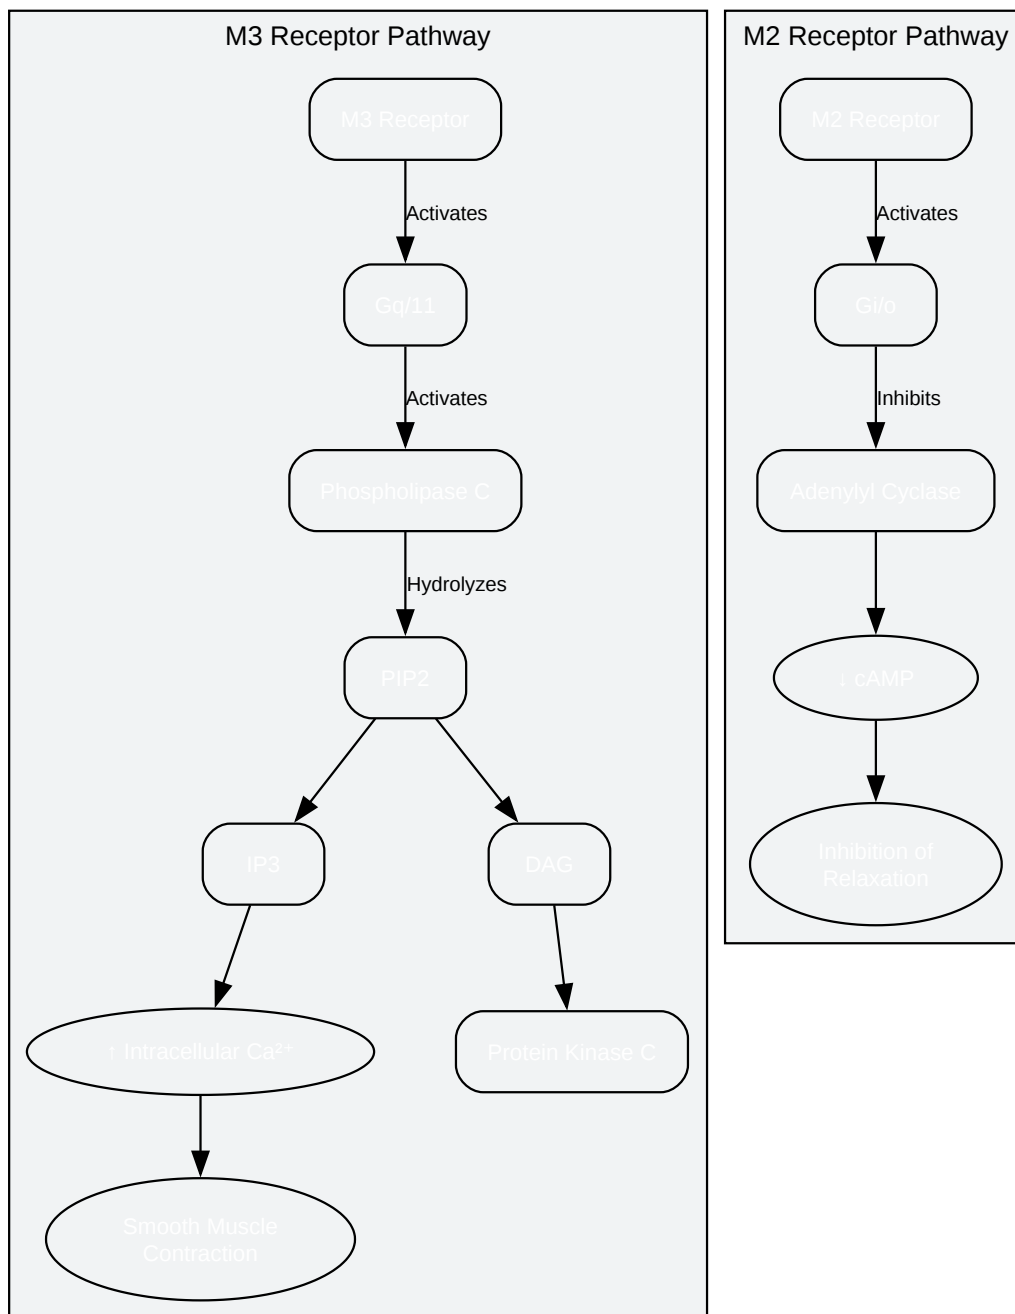 M3 Receptor Pathway
M3 Receptor
Activates
Gq/11
Activates
Phospholipase C
Hydrolyzes
PIP2
IP3
DAG
↑ Intracellular Ca²⁺
Protein Kinase C
Smooth Muscle
Contraction
M2 Receptor Pathway
M2 Receptor
Activates
Gi/o
Inhibits
Adenylyl Cyclase
↓ cAMP
Inhibition of
Relaxation